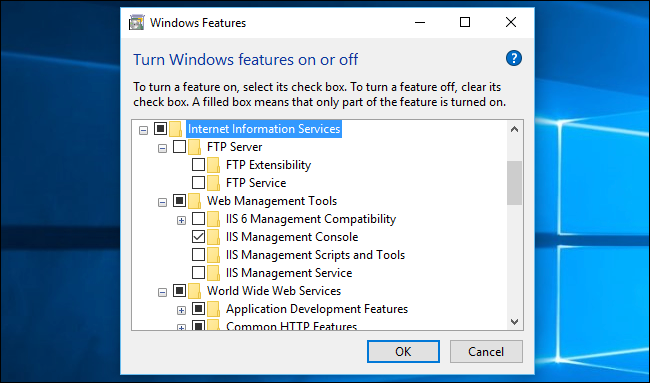 Windows Features
Turn Windows features on or off
?
To turn a feature on, select its check box. To turn a feature off, clear its
check box. A filled box means that only part of the feature is turned on.
Internet Information Services
FTP Server
FTP Extensibility
FTP Service
Web Management Tools
IIS 6 Management Compatibility
IIS Management Console
IIS Management Scripts and Tools
IIS Management Service
World Wide Web Services
Application Development Features
Common HTTP Features
OK
Cancel